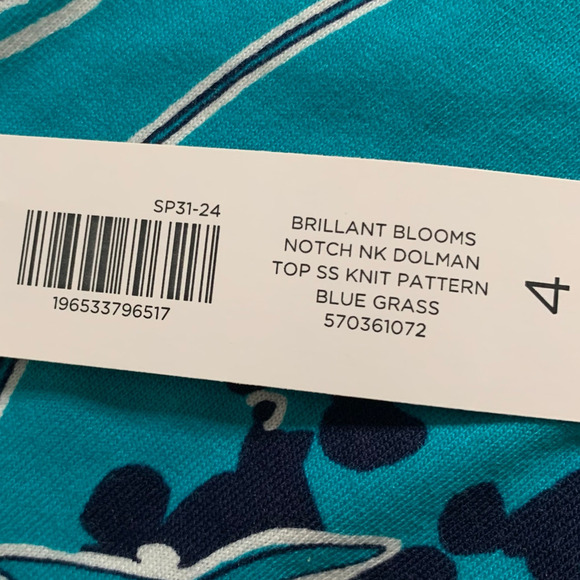 SP31-24
196533796517
BRILLANT BLOOMS
NOTCH NK DOLMAN
TOP SS KNIT PATTERN
BLUE GRASS
570361072
4